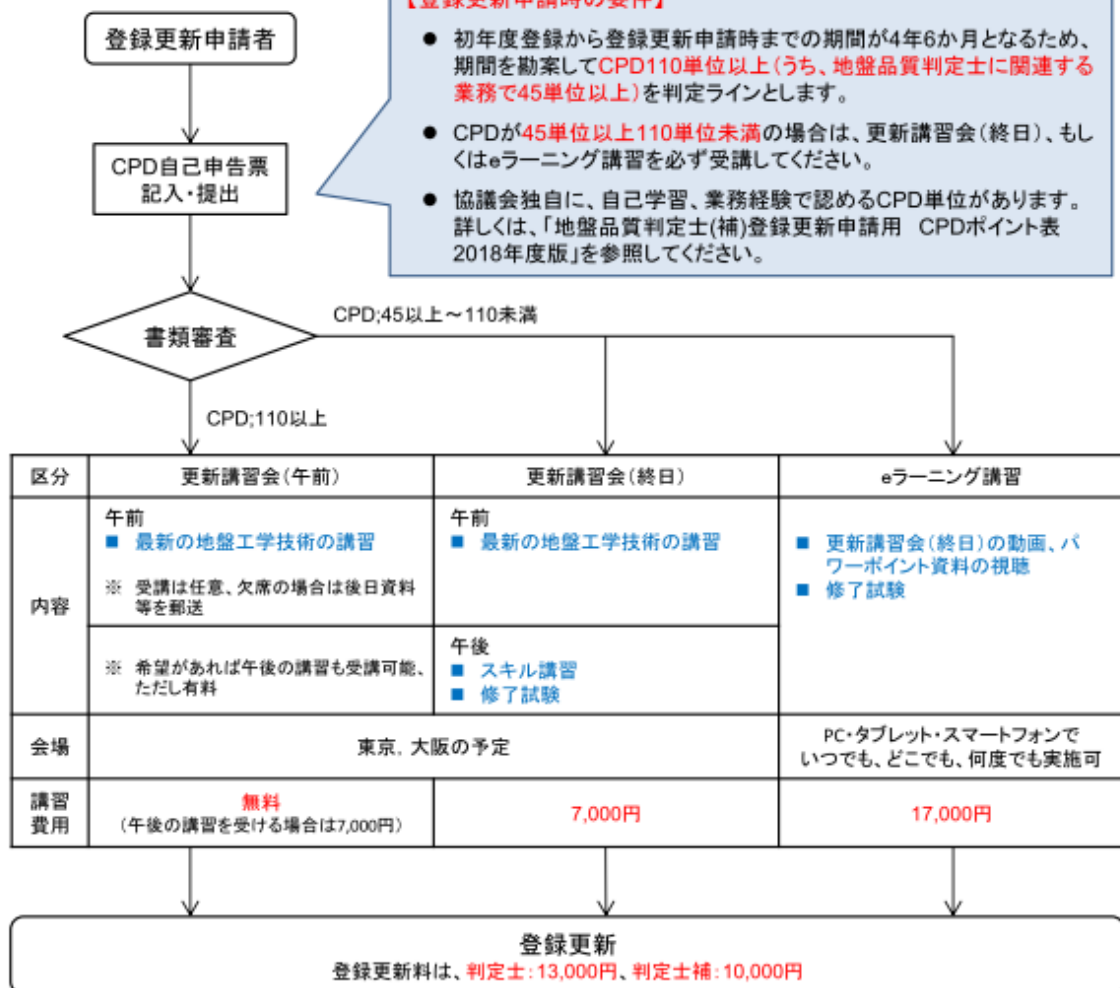 【登録更新申請時の要件】
登録更新申請者
● 初年度登録から登録更新申請時までの期間が4年6か月となるため、
期間を勘案してCPD110単位以上(うち、地盤品質判定士に関連する
業務で45単位以上)を判定ラインとします。
● CPDが45単位以上110単位未満の場合は、更新講習会(終日)、もし
くはeラーニング講習を必ず受講してください。
● 協議会独自に、自己学習、業務経験で認めるCPD単位があります。
詳しくは、「地盤品質判定士(補)登録更新申請用 CPDポイント表
2018年度版」を参照してください。
CPD自己申告票
記入・提出
書類審査
CPD;45以上~110未満
CPD;110以上
区分
更新講習会(午前)
更新講習会(終日)
eラーニング講習
内容
午前
■ 最新の地盤工学技術の講習
※ 受講は任意、欠席の場合は後日資料
等を郵送
※ 希望があれば午後の講習も受講可能、
ただし有料
午前
■ 最新の地盤工学技術の講習
午後
■ スキル講習
■ 修了試験
■ 更新講習会(終日)の動画、パ
ワーポイント資料の視聴
■ 修了試験
会場
東京, 大阪の予定
PC・タブレット・スマートフォンで
いつでも、どこでも、何度でも実施可
講習
費用
無料
(午後の講習を受ける場合は7,000円)
7,000円
17,000円
登録更新
登録更新料は、判定士:13,000円、判定士補:10,000円